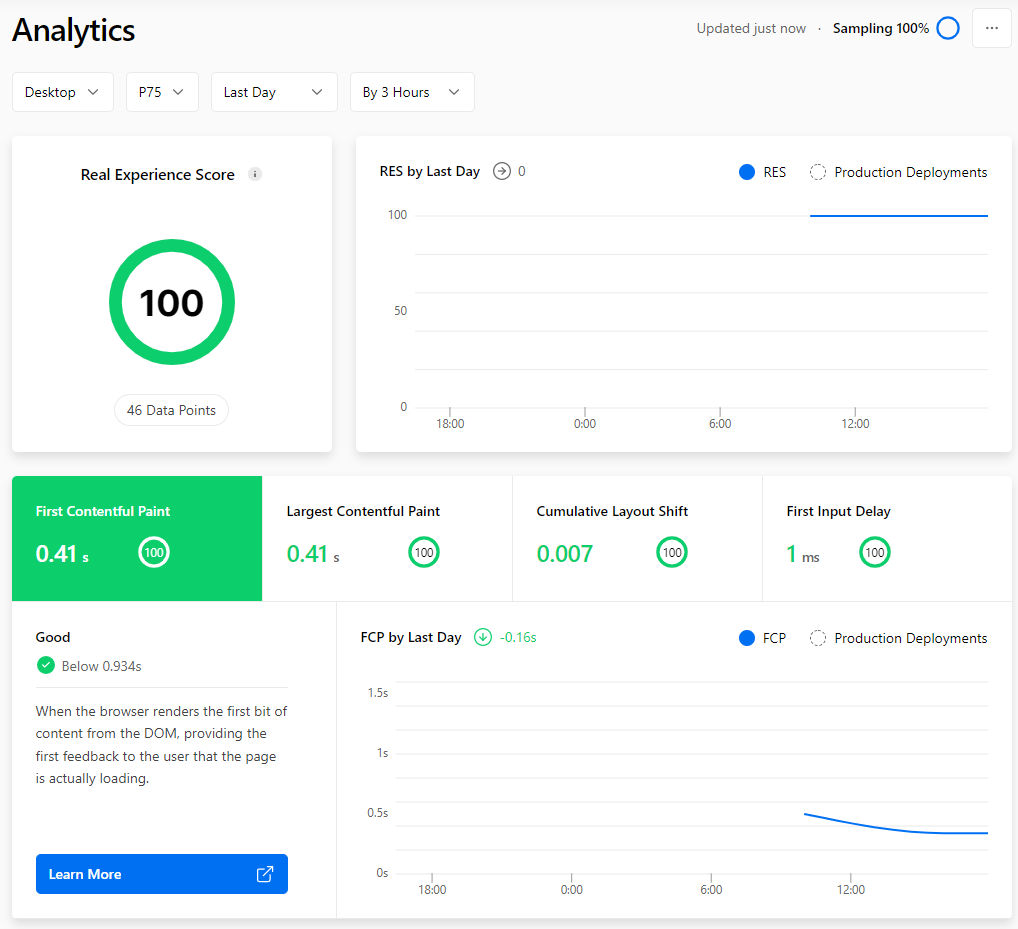 Analytics
Updated just now · Sampling 100%
Desktop P75 Last Day By 3 Hours
Real Experience Score
100
46 Data Points
RES by Last Day 0
RES Production Deployments
100
50
0
18:00 0:00 6:00 12:00
First Contentful Paint
0.41 s 100
Largest Contentful Paint
0.41 s 100
Cumulative Layout Shift
0.007 100
First Input Delay
1 ms 100
Good
Below 0.934s
When the browser renders the first bit of
content from the DOM, providing the
first feedback to the user that the page
is actually loading.
Learn More
FCP by Last Day -0.16s
FCP Production Deployments
1.5s
1s
0.5s
0s
18:00 0:00 6:00 12:00